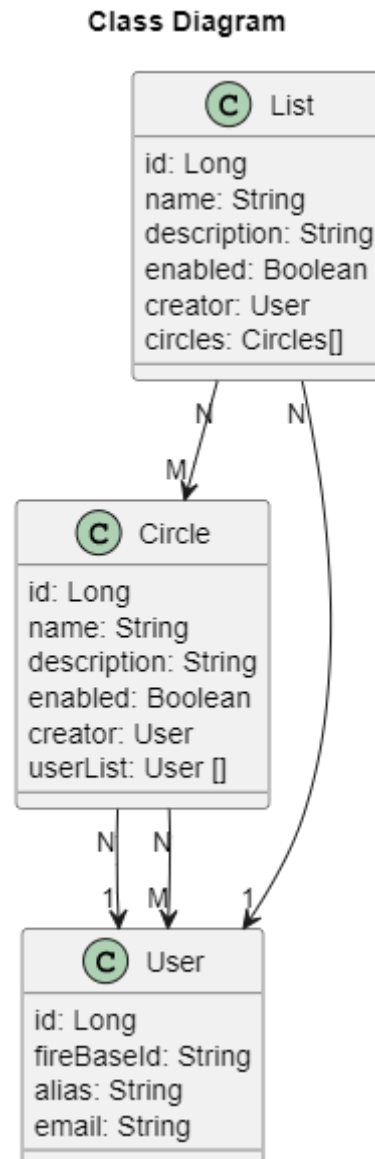 Class Diagram
C List
id: Long
name: String
description: String
enabled: Boolean
creator: User
circles: Circles[]
N
N
M
C Circle
id: Long
name: String
description: String
enabled: Boolean
creator: User
userList: User []
N
N
1
M
1
C User
id: Long
fireBaseId: String
alias: String
email: String